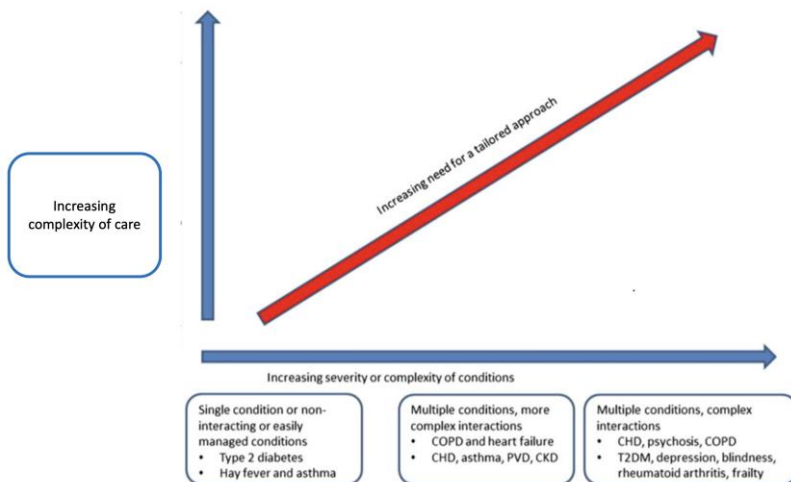 Increasing
complexity of care
Increasing need for a tailored approach
Increasing severity or complexity of conditions
Single condition or non-
interacting or easily
managed conditions
• Type 2 diabetes
• Hay fever and asthma
Multiple conditions, more
complex interactions
• COPD and heart failure
• CHD, asthma, PVD, CKD
Multiple conditions, complex
interactions
• CHD, psychosis, COPD
• T2DM, depression, blindness,
rheumatoid arthritis, frailty